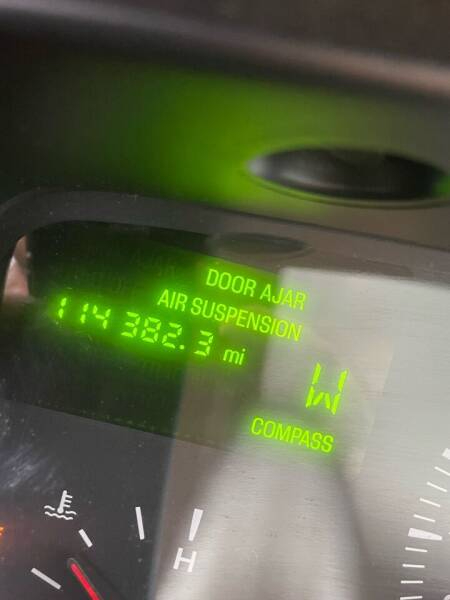 DOOR AJAR
AIR SUSPENSION
114382.3 mi
W
COMPASS
H